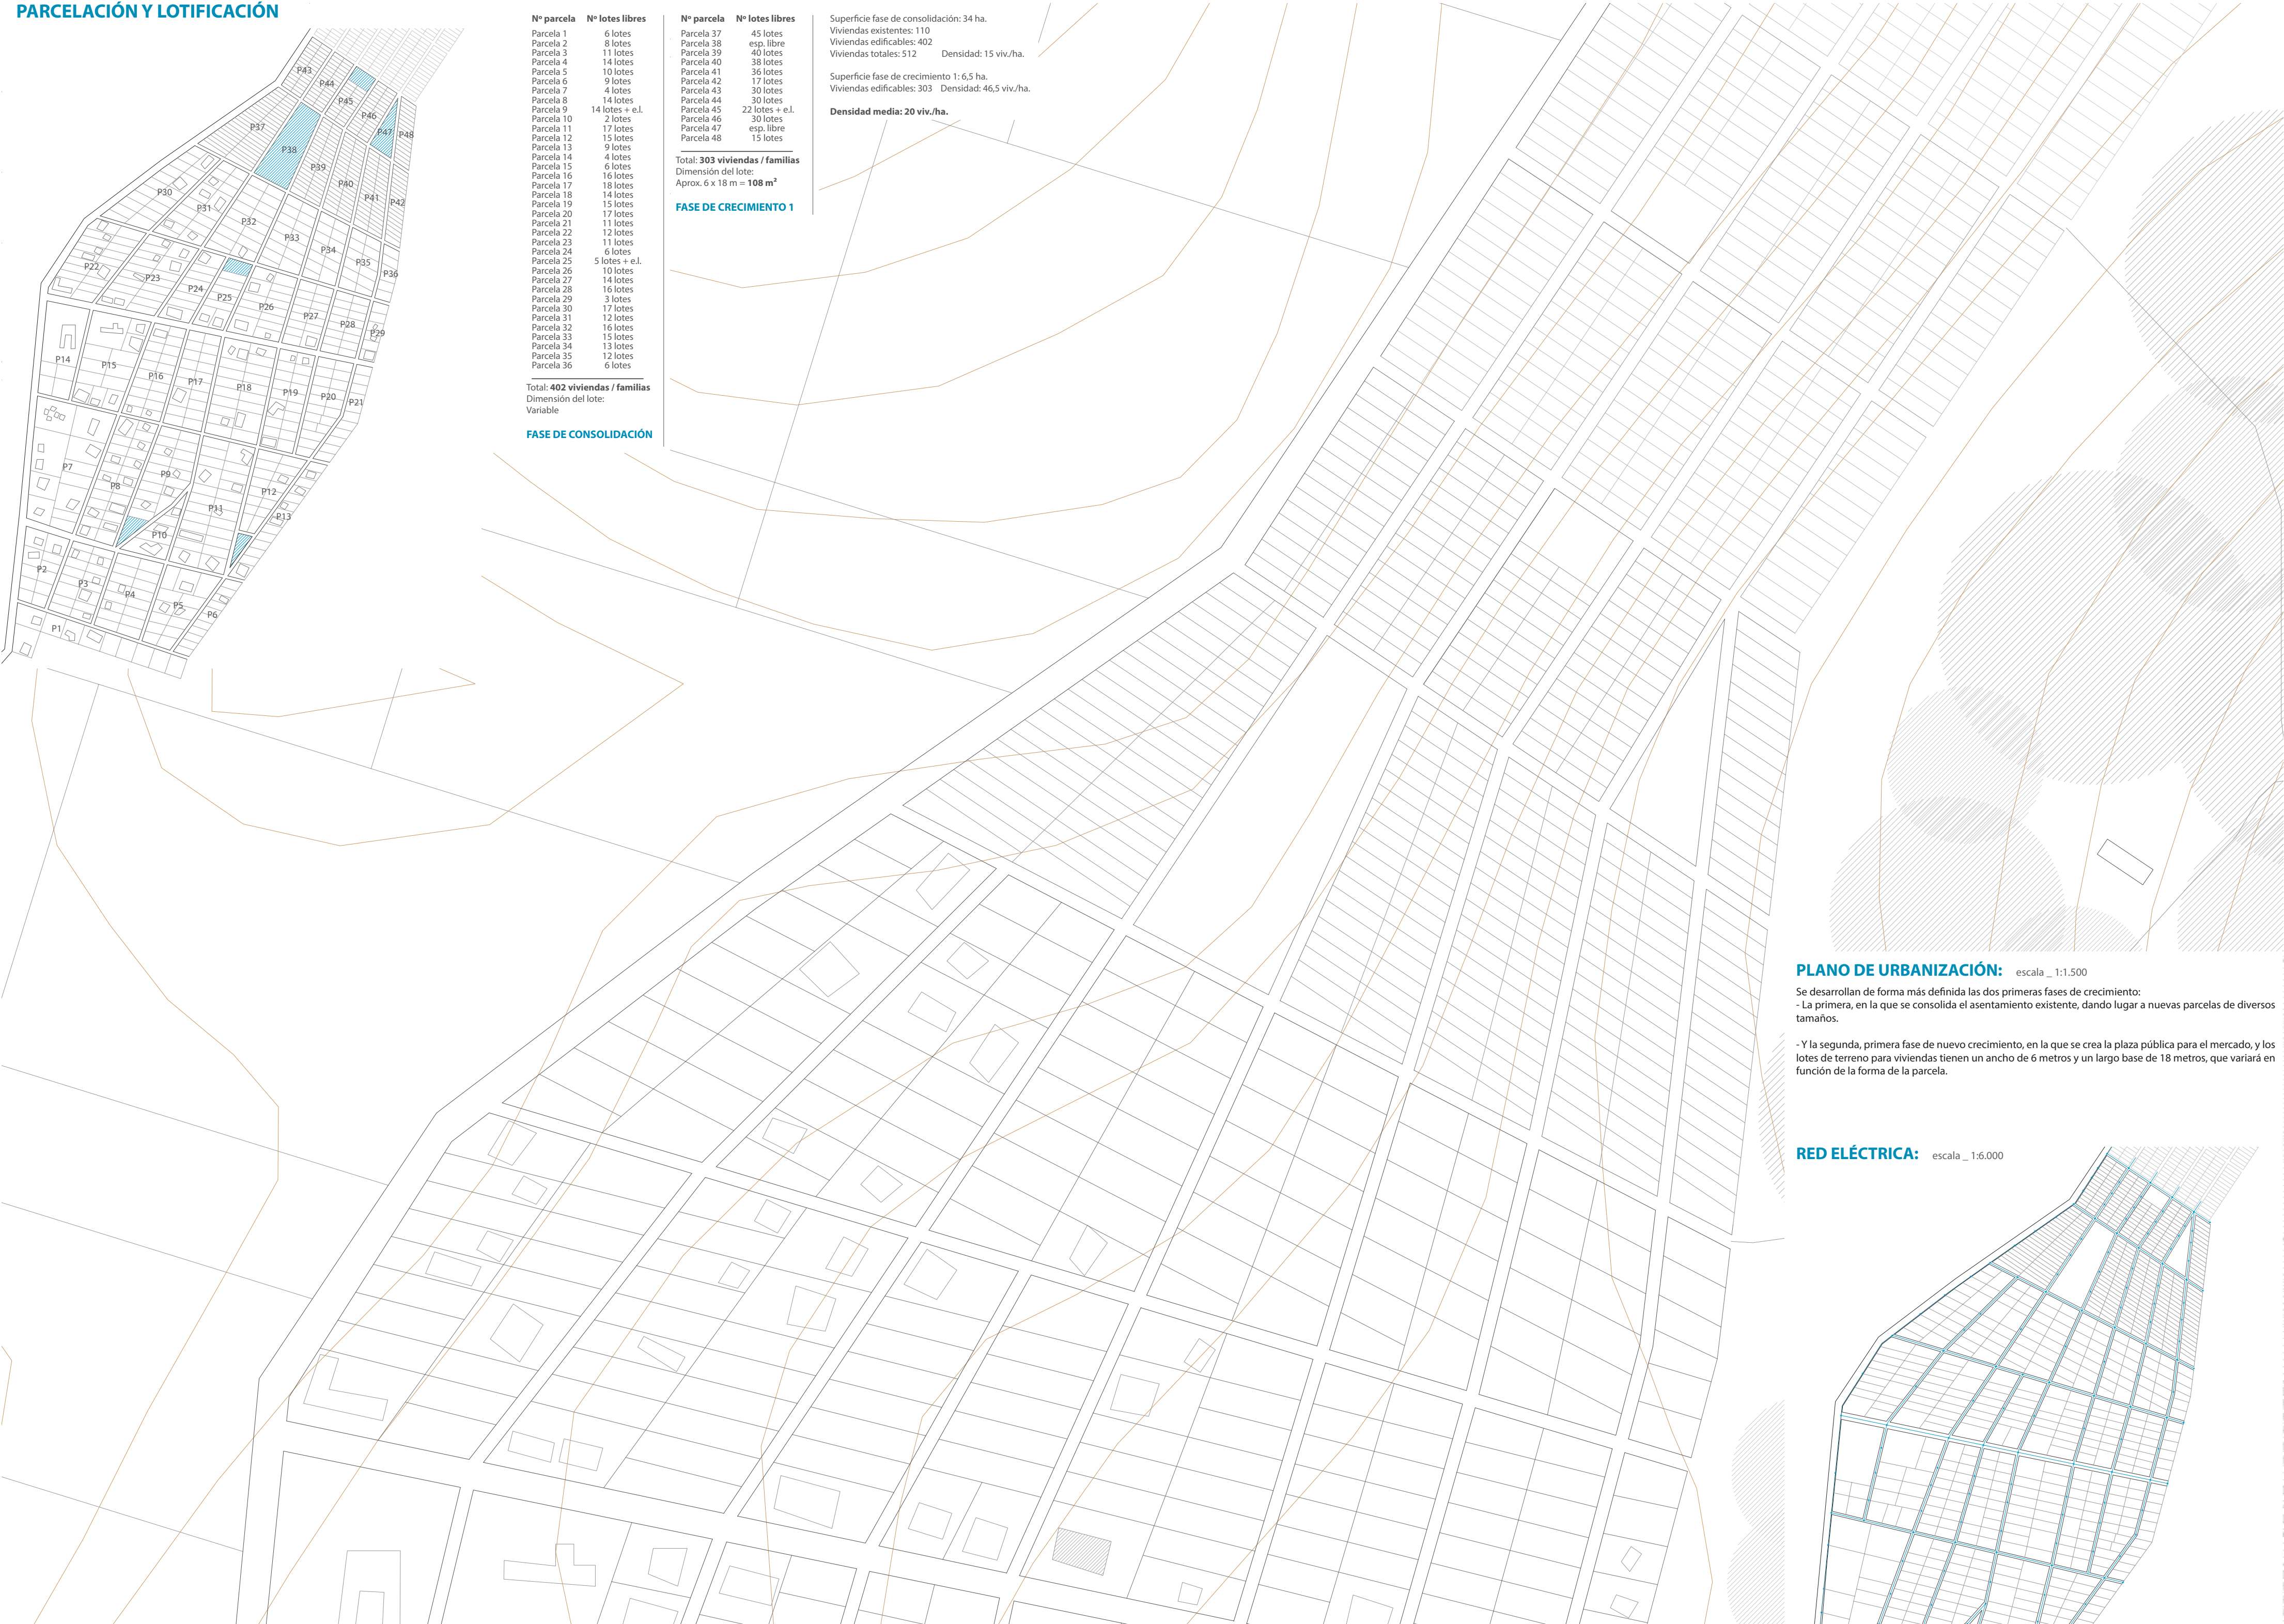 PARCELACIÓN Y LOTIFICACIÓN
P43
P44
P45
P46
P47
P48
P37
P38
P39
P40
P41
P42
P30
P31
P32
P33
P34
P35
P36
P22
P23
P24
P25
P26
P27
P28
P29
P14
P15
P16
P17
P18
P19
P20
P21
P7
P8
P9
P10
P11
P12
P13
P2
P3
P4
P5
P6
P1
Nº parcela Nº lotes libres
Parcela 1 6 lotes
Parcela 2 8 lotes
Parcela 3 11 lotes
Parcela 4 14 lotes
Parcela 5 10 lotes
Parcela 6 9 lotes
Parcela 7 4 lotes
Parcela 8 14 lotes
Parcela 9 14 lotes + e.l.
Parcela 10 2 lotes
Parcela 11 17 lotes
Parcela 12 15 lotes
Parcela 13 9 lotes
Parcela 14 4 lotes
Parcela 15 6 lotes
Parcela 16 16 lotes
Parcela 17 18 lotes
Parcela 18 14 lotes
Parcela 19 15 lotes
Parcela 20 17 lotes
Parcela 21 11 lotes
Parcela 22 12 lotes
Parcela 23 11 lotes
Parcela 24 6 lotes
Parcela 25 5 lotes + e.l.
Parcela 26 10 lotes
Parcela 27 14 lotes
Parcela 28 16 lotes
Parcela 29 3 lotes
Parcela 30 17 lotes
Parcela 31 12 lotes
Parcela 32 16 lotes
Parcela 33 15 lotes
Parcela 34 13 lotes
Parcela 35 12 lotes
Parcela 36 6 lotes
Total: 402 viviendas / familias
Dimensión del lote:
Variable
FASE DE CONSOLIDACIÓN
Nº parcela Nº lotes libres
Parcela 37 45 lotes
Parcela 38 esp. libre
Parcela 39 40 lotes
Parcela 40 38 lotes
Parcela 41 36 lotes
Parcela 42 17 lotes
Parcela 43 30 lotes
Parcela 44 30 lotes
Parcela 45 22 lotes + e.l.
Parcela 46 30 lotes
Parcela 47 esp. libre
Parcela 48 15 lotes
Total: 303 viviendas / familias
Dimensión del lote:
Aprox. 6 x 18 m = 108 m²
FASE DE CRECIMIENTO 1
Superficie fase de consolidación: 34 ha.
Viviendas existentes: 110
Viviendas edificables: 402
Viviendas totales: 512 Densidad: 15 viv./ha.
Superficie fase de crecimiento 1: 6,5 ha.
Viviendas edificables: 303 Densidad: 46,5 viv./ha.
Densidad media: 20 viv./ha.
PLANO DE URBANIZACIÓN: escala _ 1:1.500
Se desarrollan de forma más definida las dos primeras fases de crecimiento:
- La primera, en la que se consolida el asentamiento existente, dando lugar a nuevas parcelas de diversos
tamaños.
- Y la segunda, primera fase de nuevo crecimiento, en la que se crea la plaza pública para el mercado, y los
lotes de terreno para viviendas tienen un ancho de 6 metros y un largo base de 18 metros, que variará en
función de la forma de la parcela.
RED ELÉCTRICA: escala _ 1:6.000